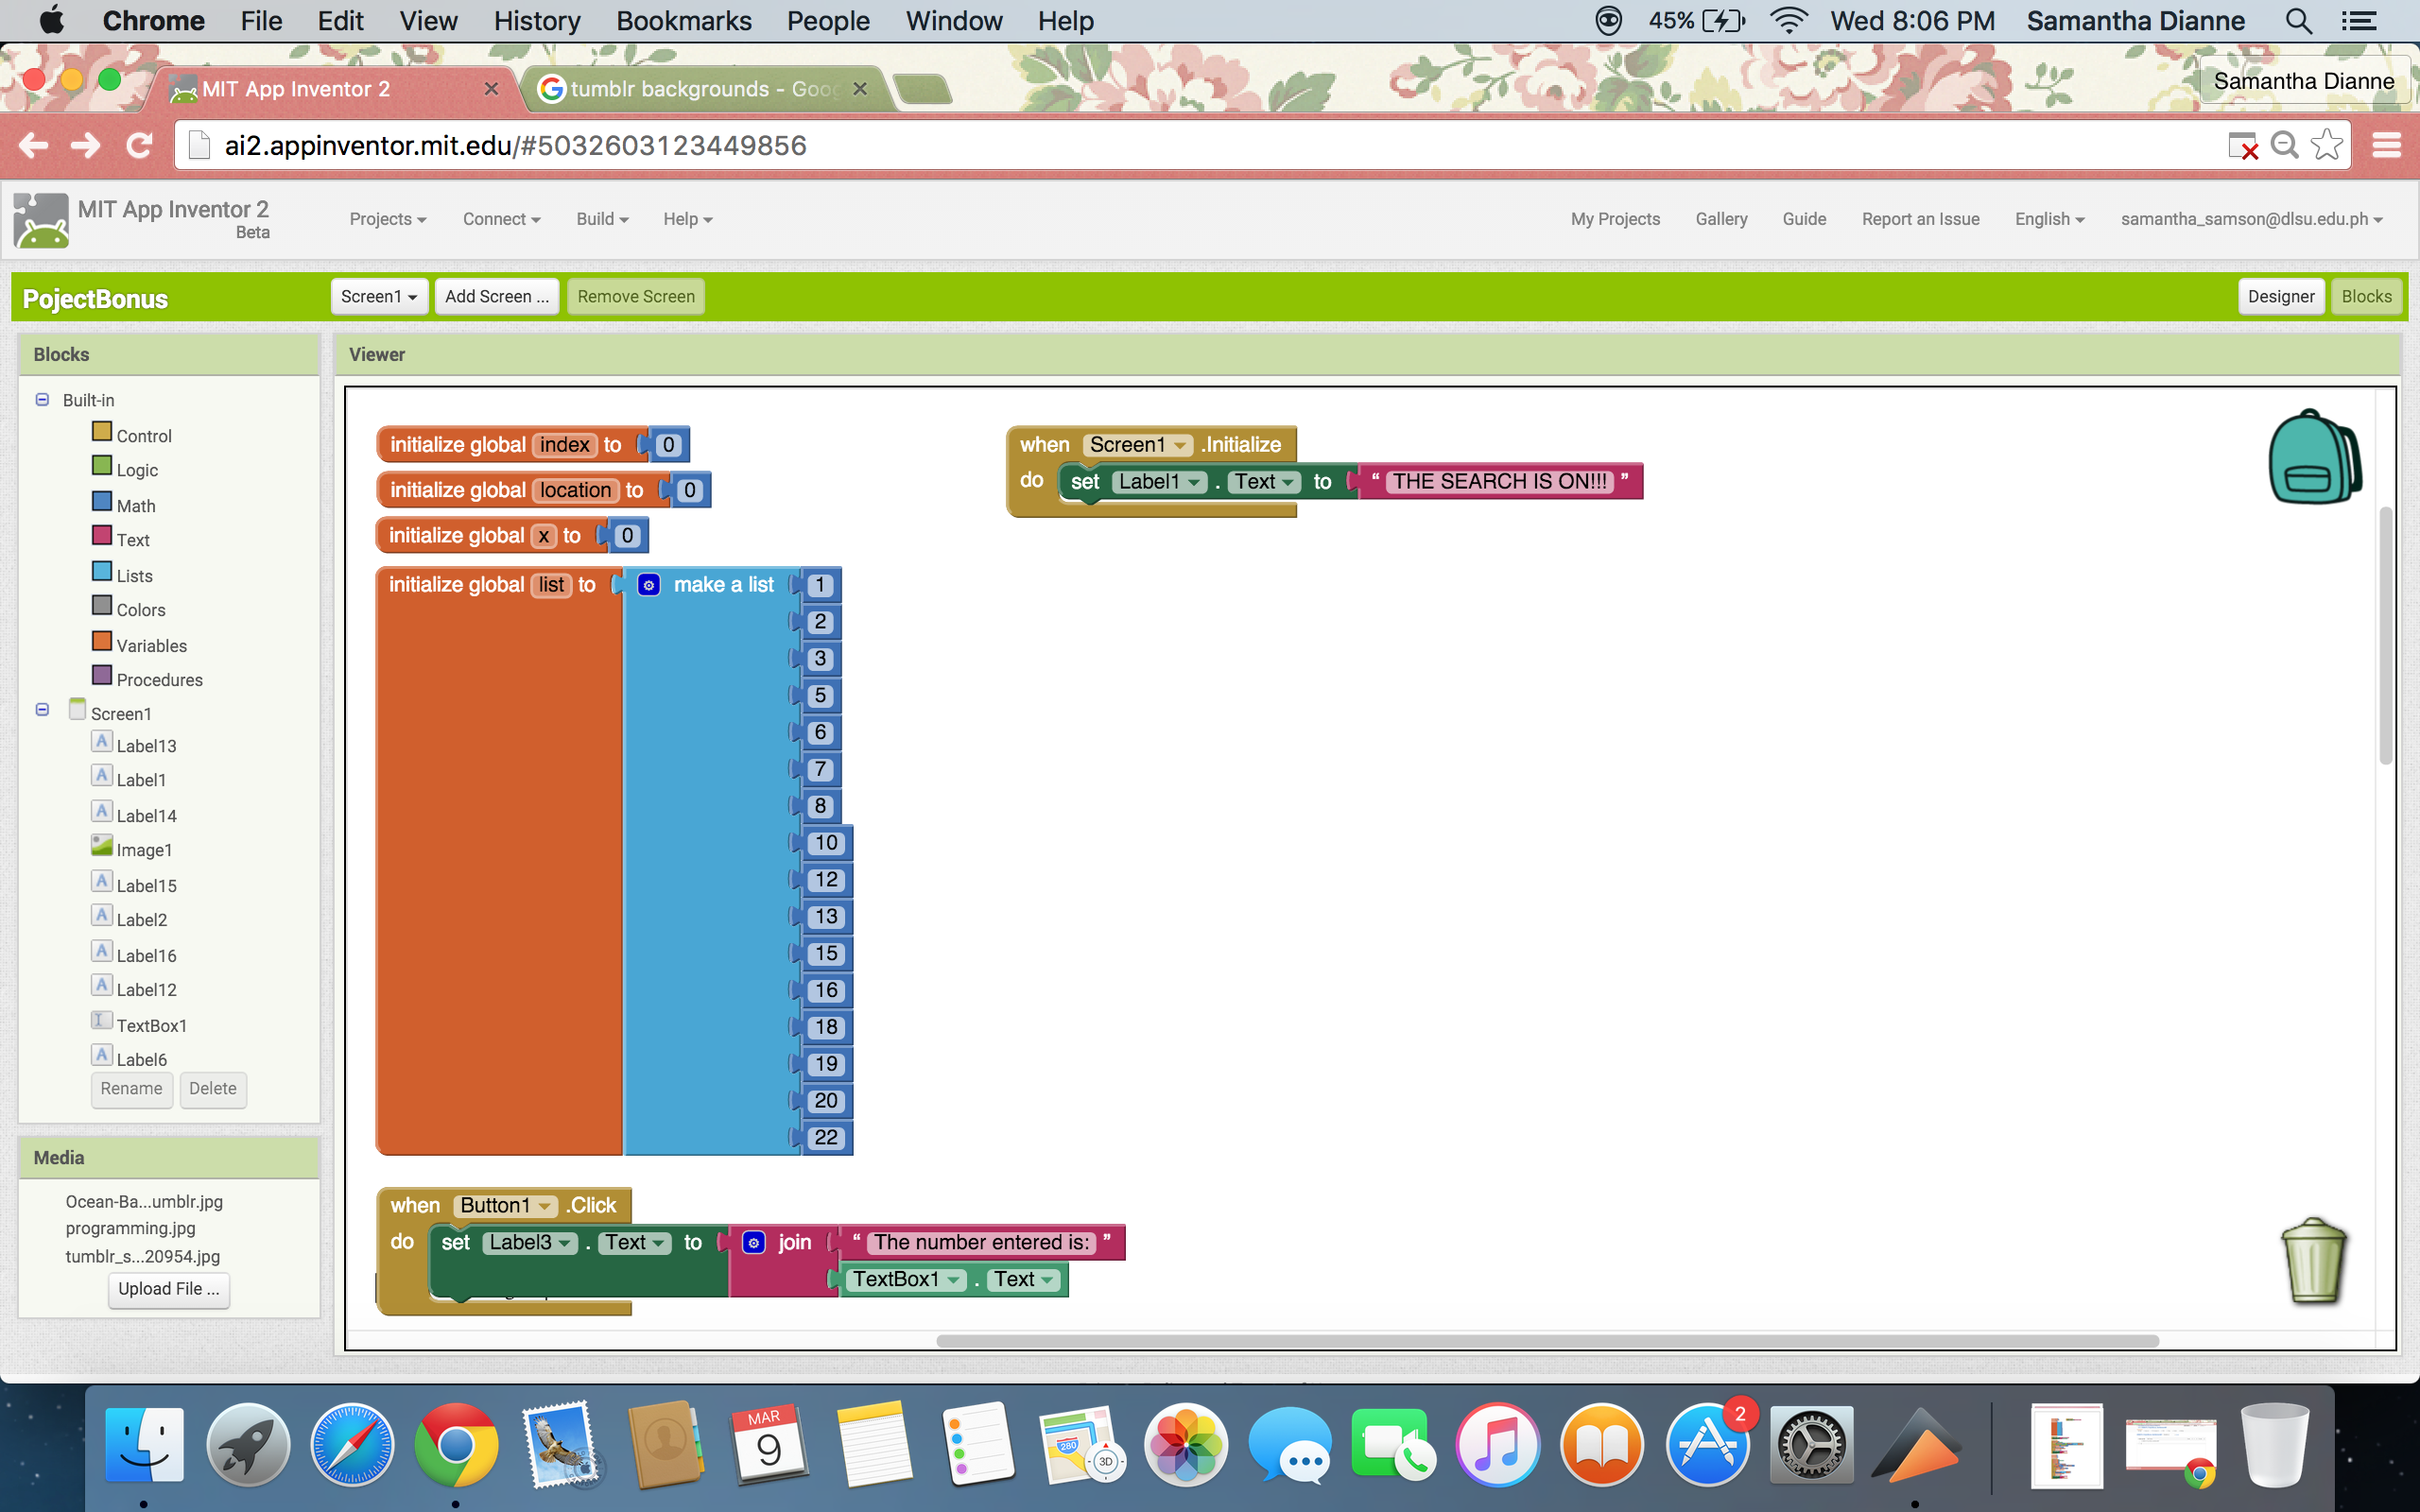 Chrome File Edit View History Bookmarks People Window Help 45% Wed 8:06 PM Samantha Dianne
MIT App Inventor 2 tumblr backgrounds - Goo Samantha Dianne
ai2.appinventor.mit.edu/#5032603123449856
MIT App Inventor 2
Beta
Projects Connect Build Help My Projects Gallery Guide Report an Issue English samantha_samson@dlsu.edu.ph
PojectBonus Screen1 Add Screen ... Remove Screen Designer Blocks
Blocks
Built-in
Control
Logic
Math
Text
Lists
Colors
Variables
Procedures
Screen1
Label13
Label1
Label14
Image1
Label15
Label2
Label16
Label12
TextBox1
Label6
Rename Delete
Media
Ocean-Ba...umblr.jpg
programming.jpg
tumblr_s...20954.jpg
Upload File ...
Viewer
initialize global index to 0
initialize global location to 0
initialize global x to 0
initialize global list to make a list 1
2
3
5
6
7
8
10
12
13
15
16
18
19
20
22
when Screen1 .Initialize
do set Label1 . Text to “ THE SEARCH IS ON!!! ”
when Button1 .Click
do set Label3 . Text to join “ The number entered is: ”
TextBox1 . Text
MAR
9
280
3D
2